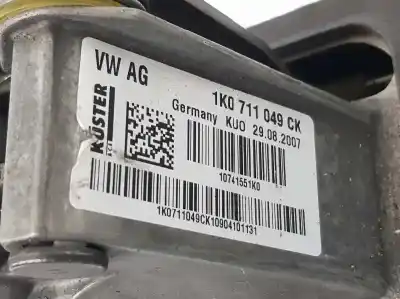 VW AG 1K0 711 049 CK
Germany KUO 29.08.2007
KÜSTER
10741551K0
1K0711049CK10904101131